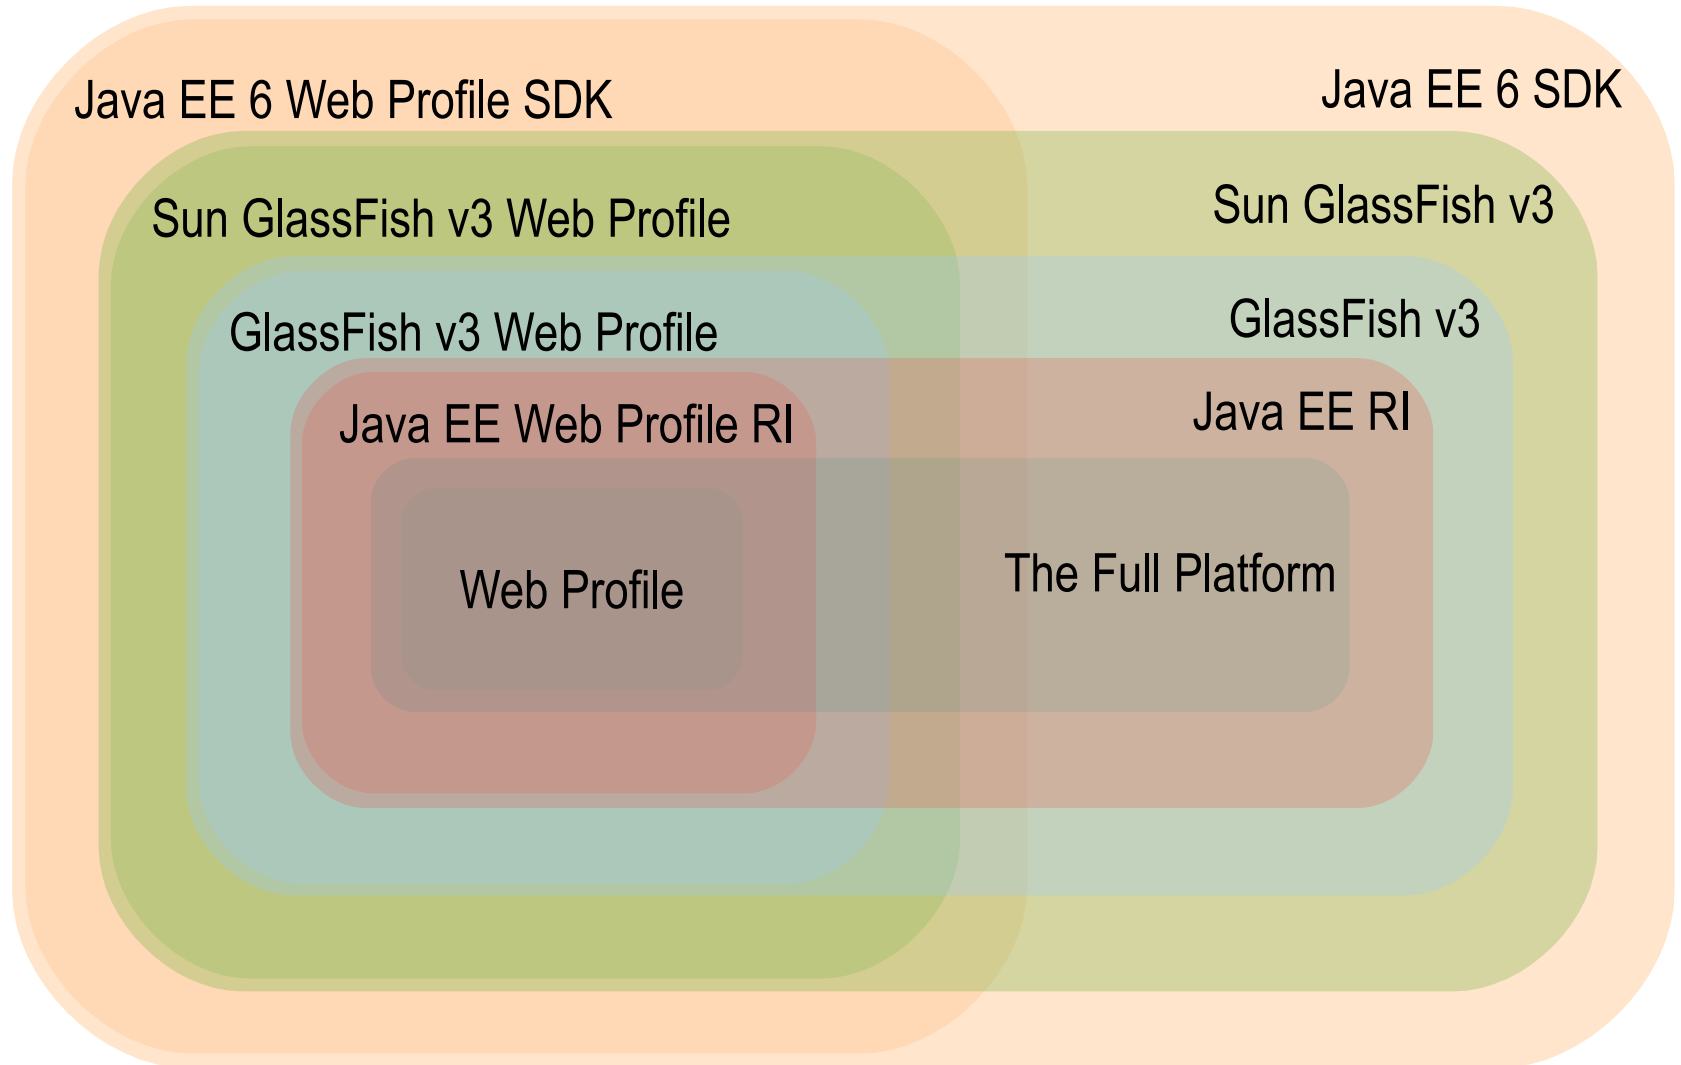 Java EE 6 Web Profile SDK
Java EE 6 SDK
Sun GlassFish v3 Web Profile
Sun GlassFish v3
GlassFish v3 Web Profile
GlassFish v3
Java EE Web Profile RI
Java EE RI
Web Profile
The Full Platform